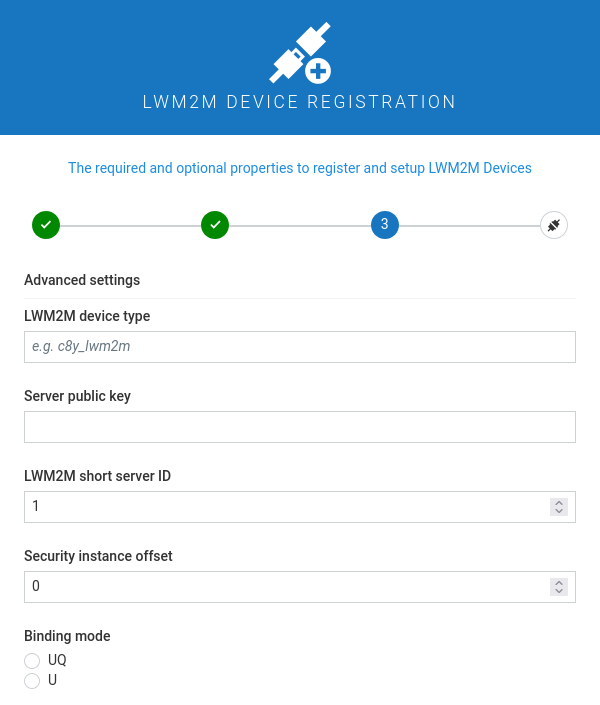 LWM2M DEVICE REGISTRATION
The required and optional properties to register and setup LWM2M Devices
3
Advanced settings
LWM2M device type
e.g. c8y_lwm2m
Server public key
LWM2M short server ID
1
Security instance offset
0
Binding mode
UQ
U